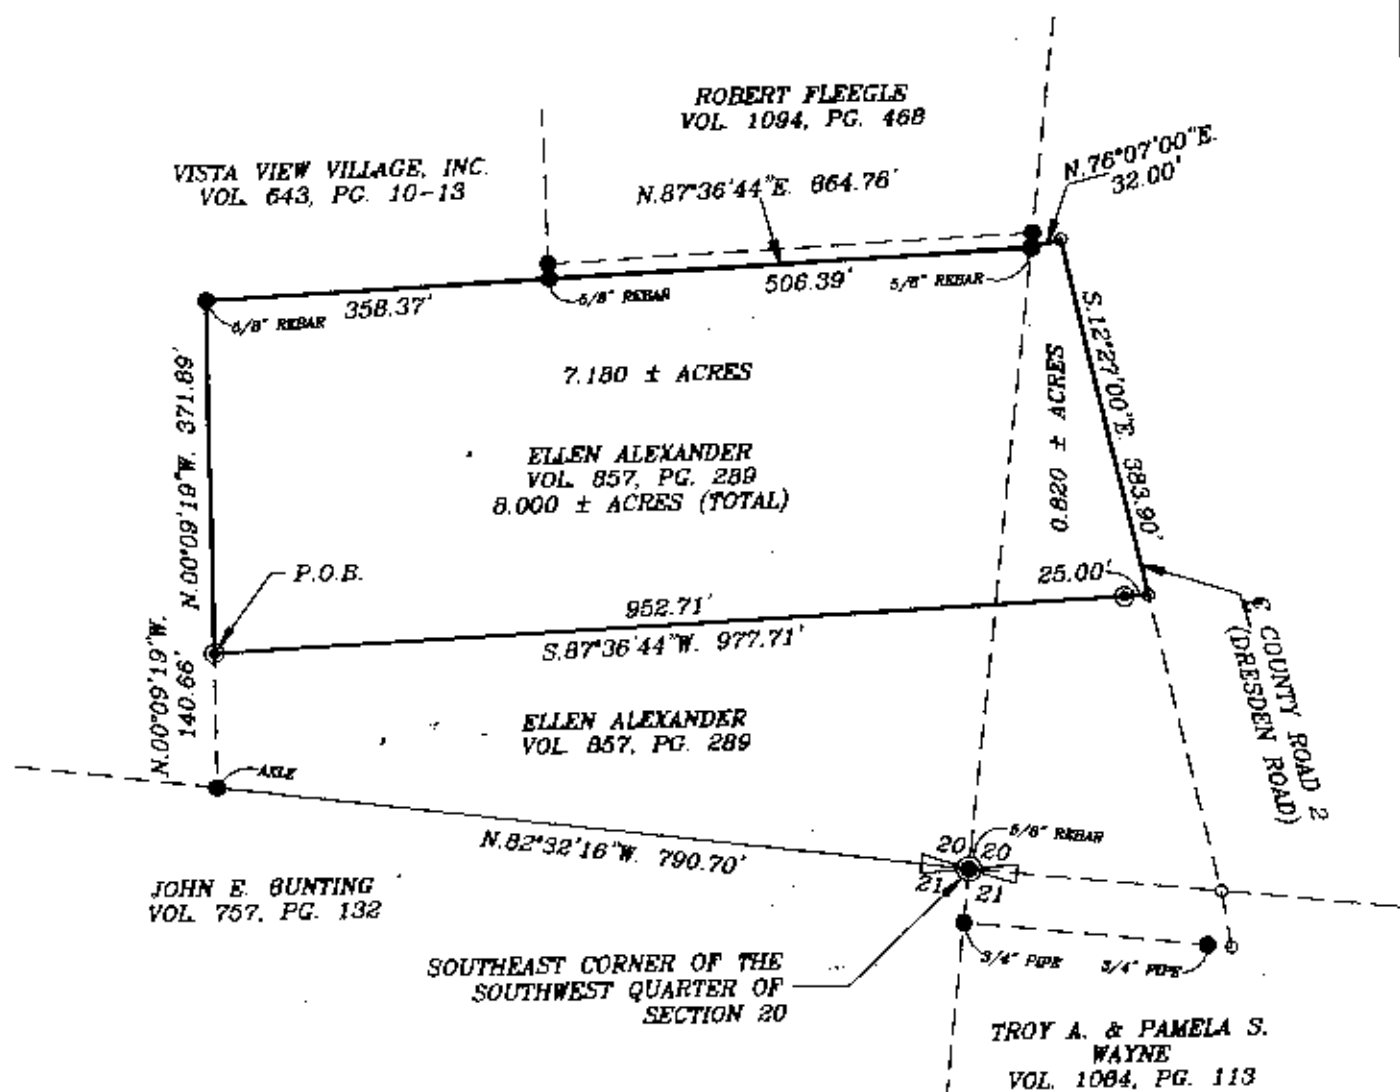 ROBERT FLEEGLE
VOL. 1094, PG. 468
VISTA VIEW VILLAGE, INC.
VOL. 643, PG. 10-13
N.87°36'44"E. 864.76'
N.76°07'00"E.
32.00'
358.37'
5/8" REBAR
5/8" REBAR
506.39'
5/8" REBAR
7.180 ± ACRES
0.820 ± ACRES
S.12°27'00"E. 383.90'
N.00°09'19"W. 371.89'
ELLEN ALEXANDER
VOL. 857, PG. 289
8.000 ± ACRES (TOTAL)
P.O.B.
25.00'
952.71'
S.87°36'44"W. 977.71'
N.00°09'19"W.
140.66'
℄ COUNTY ROAD 2
(DRESDEN ROAD)
ELLEN ALEXANDER
VOL. 857, PG. 289
AXLE
N.82°32'16"W. 790.70'
5/8" REBAR
20 20
21 21
JOHN E. BUNTING
VOL. 757, PG. 132
SOUTHEAST CORNER OF THE
SOUTHWEST QUARTER OF
SECTION 20
3/4" PIPE
3/4" PIPE
TROY A. & PAMELA S.
WAYNE
VOL. 1084, PG. 113